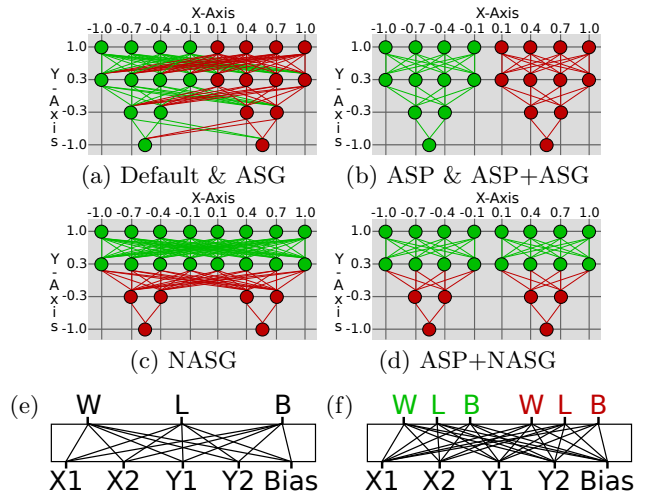 X-Axis
-1.0 -0.7 -0.4 -0.1 0.1 0.4 0.7 1.0
Y-Axis
1.0
0.3
-0.3
-1.0
(a) Default & ASG
X-Axis
-1.0 -0.7 -0.4 -0.1 0.1 0.4 0.7 1.0
Y-Axis
1.0
0.3
-0.3
-1.0
(b) ASP & ASP+ASG
X-Axis
-1.0 -0.7 -0.4 -0.1 0.1 0.4 0.7 1.0
Y-Axis
1.0
0.3
-0.3
-1.0
(c) NASG
X-Axis
-1.0 -0.7 -0.4 -0.1 0.1 0.4 0.7 1.0
Y-Axis
1.0
0.3
-0.3
-1.0
(d) ASP+NASG
(e)
W L B
X1 X2 Y1 Y2 Bias
(f)
W L B W L B
X1 X2 Y1 Y2 Bias